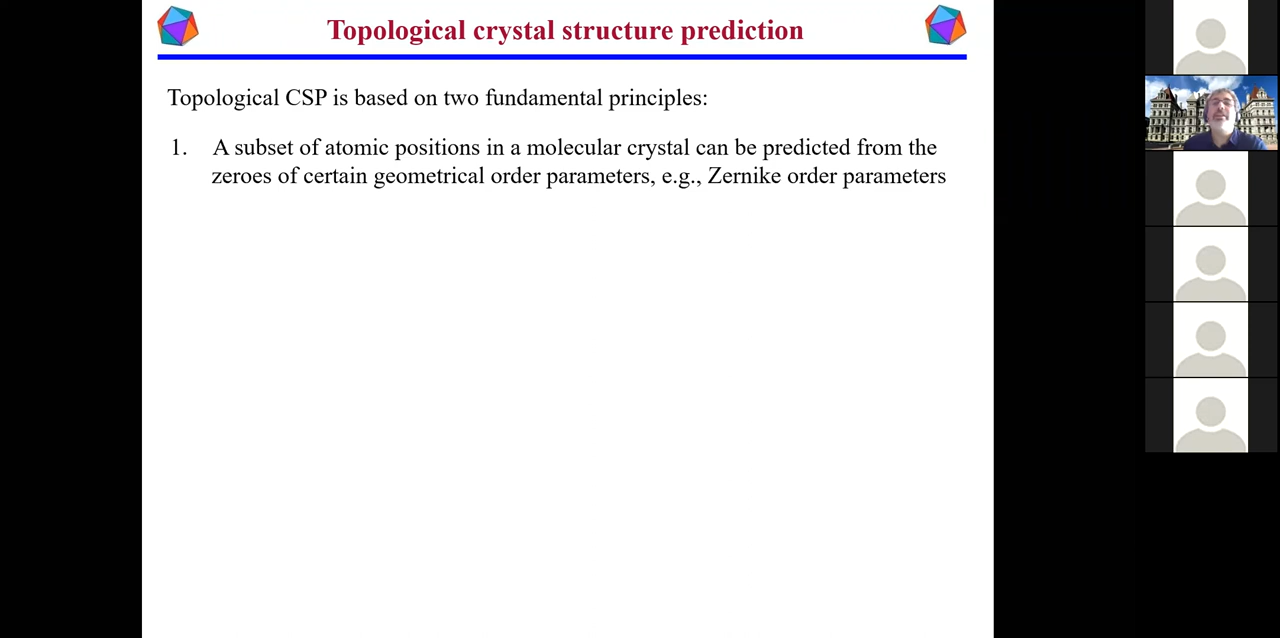 Topological crystal structure prediction
Topological CSP is based on two fundamental principles:
1. A subset of atomic positions in a molecular crystal can be predicted from the
zeroes of certain geometrical order parameters, e.g., Zernike order parameters